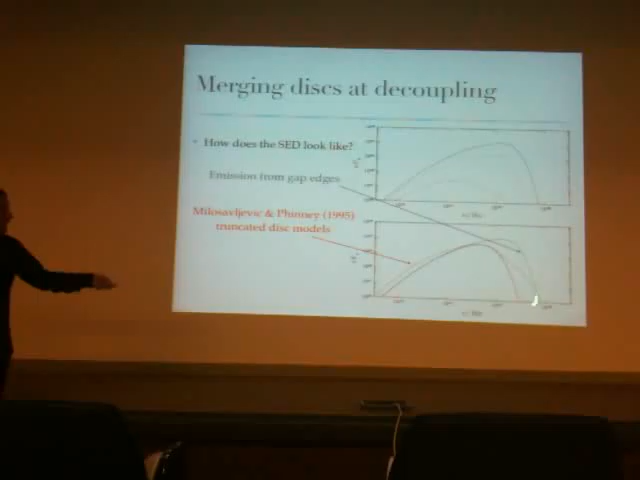 Merging discs at decoupling
• How does the SED look like?
Emission from gap edges
Milosavljevic & Phinney (1995)
truncated disc models